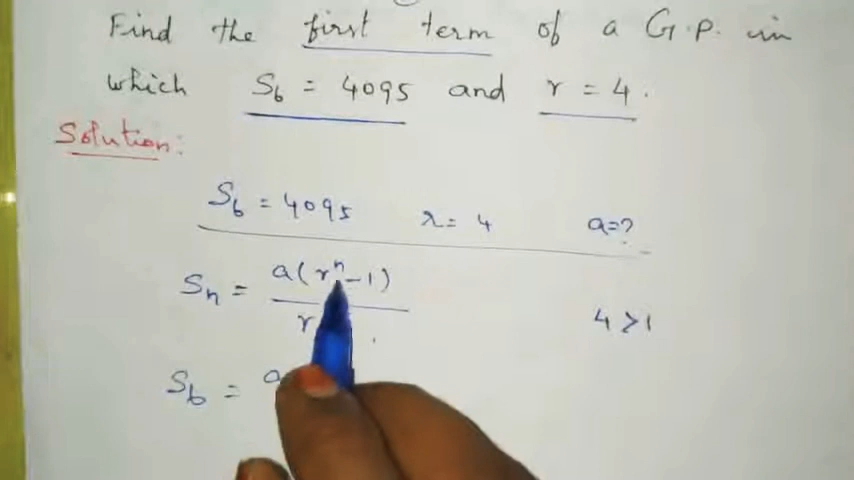 Find the first term of a G.P. in
which S₆ = 4095 and r = 4.
Solution:
S₆ = 4095 r = 4 a=?
Sₙ = a(rⁿ-1)
r
4 > 1
S₆ = a